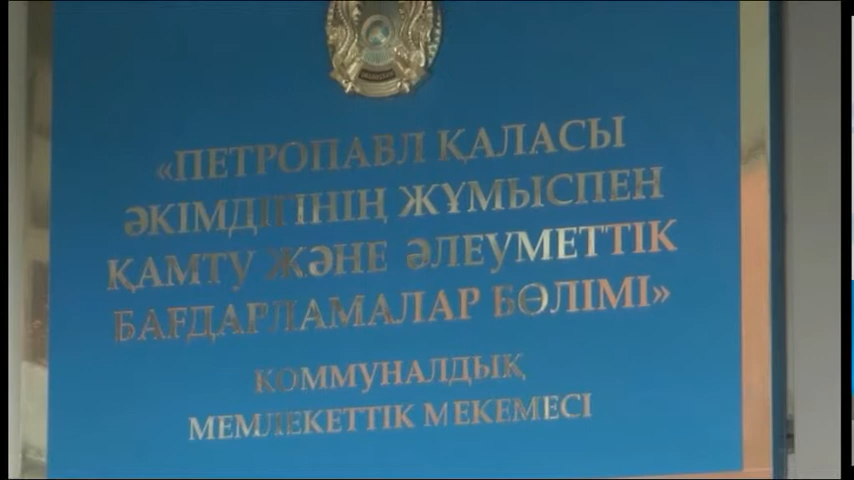 «ПЕТРОПАВЛ ҚАЛАСЫ
ӘКІМДІГІНІҢ ЖҰМЫСПЕН
ҚАМТУ ЖӘНЕ ӘЛЕУМЕТТІК
БАҒДАРЛАМАЛАР БӨЛІМІ»
КОММУНАЛДЫҚ
МЕМЛЕКЕТТІК МЕКЕМЕСІ